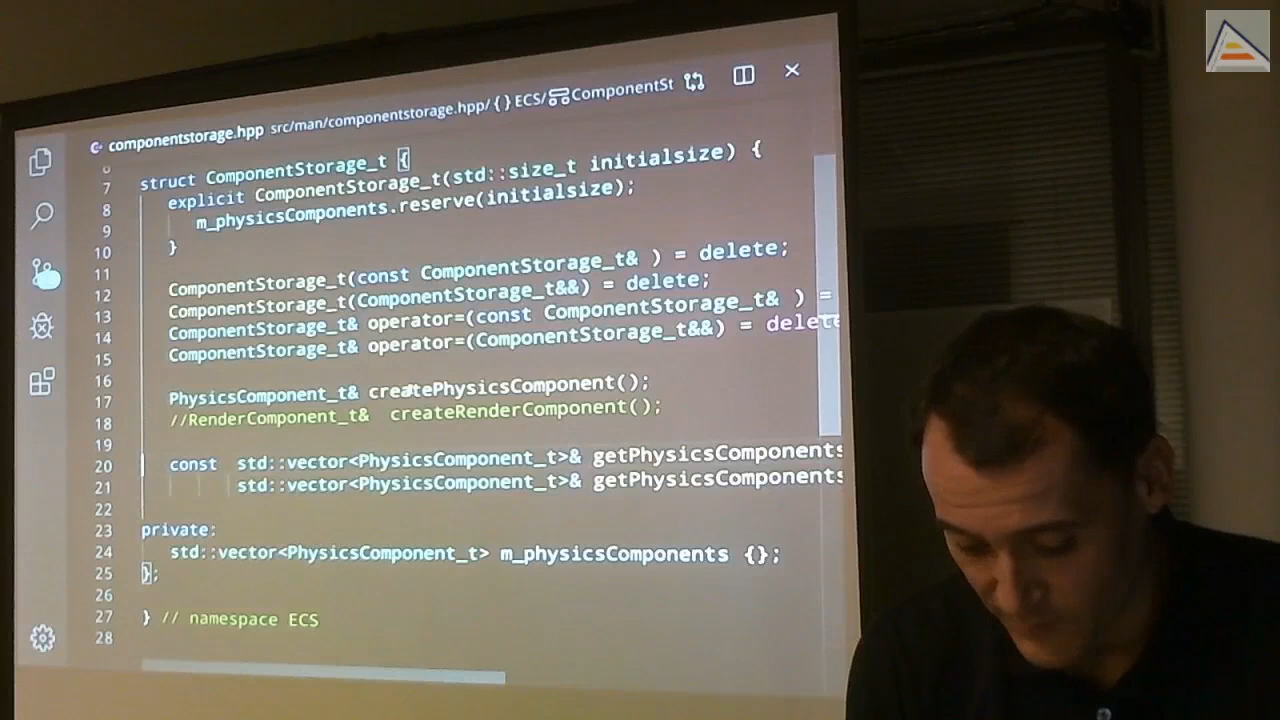 componentstorage.hpp src/man/componentstorage.hpp/{}ECS/ComponentSt
7 struct ComponentStorage_t {
8 explicit ComponentStorage_t(std::size_t initialsize) {
9 m_physicsComponents.reserve(initialsize);
10 }
11
12 ComponentStorage_t(const ComponentStorage_t& ) = delete;
13 ComponentStorage_t(ComponentStorage_t&&) = delete;
14 ComponentStorage_t& operator=(const ComponentStorage_t& ) =
15 ComponentStorage_t& operator=(ComponentStorage_t&&) = delete
16
17 PhysicsComponent_t& createPhysicsComponent();
18 //RenderComponent_t& createRenderComponent();
19
20 const std::vector<PhysicsComponent_t>& getPhysicsComponents
21 std::vector<PhysicsComponent_t>& getPhysicsComponents
22
23 private:
24 std::vector<PhysicsComponent_t> m_physicsComponents {};
25 };
26
27 } // namespace ECS
28